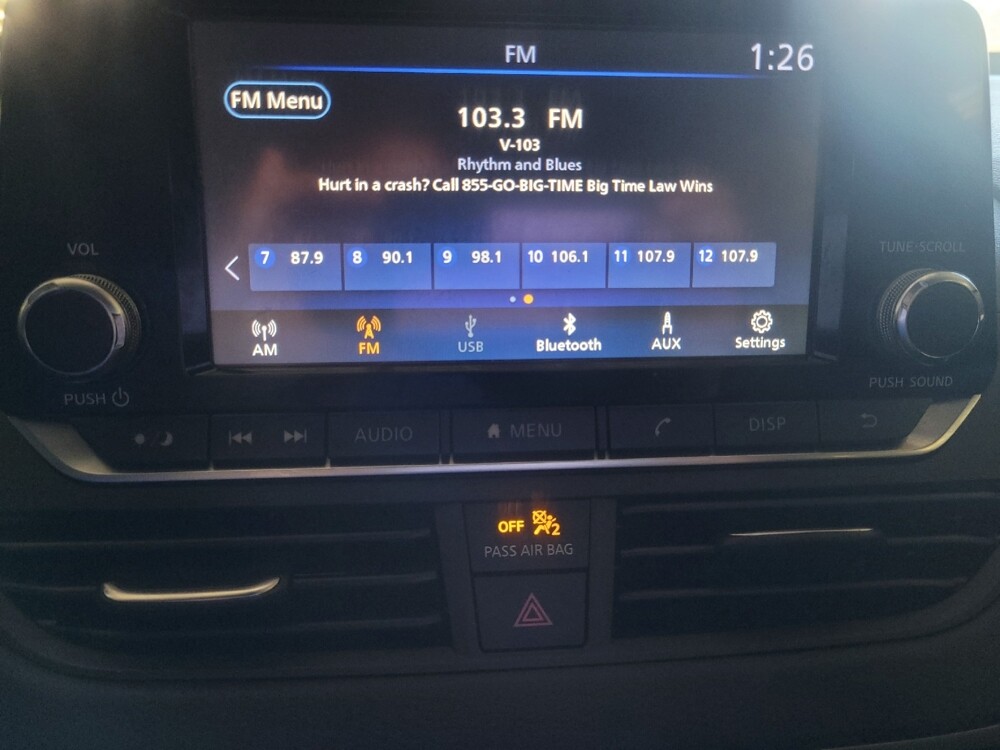 FM
1:26
FM Menu
103.3 FM
V-103
Rhythm and Blues
Hurt in a crash? Call 855-GO-BIG-TIME Big Time Law Wins
7 87.9
8 90.1
9 98.1
10 106.1
11 107.9
12 107.9
AM
FM
USB
Bluetooth
AUX
Settings
VOL
PUSH
TUNE·SCROLL
PUSH SOUND
AUDIO
MENU
DISP
OFF 2
PASS AIR BAG